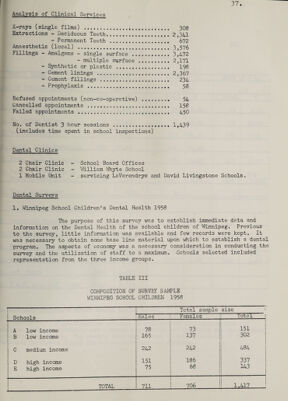 37.
Analysis of Clinical Services
X-rays (single films) .................. 308
Extractions - Deciduous Teeth.................. 2,341
- Permanent Teeth .................. 672
Anaesthetic (local) .................. 3,576
Fillings - Amalgams - single surface .................. 3,472
- multiple surface .................. 2,171
- Synthetic or plastic .................. 198
- Cement linings .................. 2,367
- Cement fillings .................. 234
- Prophylaxis .................. 58
Refused appointments (non-co-operative) .................. 54
Cancelled appointments .................. 158
Failed appointments .................. 430
No. of Dentist 3 hour sessions .................. 1,439
(includes time spent in school inspections)
Dental Clinics
2 Chair Clinic - School Board Offices
2 Chair Clinic - William Whyte School
1 Mobile Unit - servicing LaVerendrye and David Livingstone Schools.
Dental Surveys
1. Winnipeg School Children's Dental Health 1958
The purpose of this survey was to establish immediate data and
information on the Dental Health of the school children of Winnipeg. Previous
to the survey, little information was available and few records were kept. It
was necessary to obtain some base line material upon which to establish a dental
program. The aspects of economy was a necessary consideration in conducting the
survey and the utilization of staff to a maximum. Schools selected included
representation from the three income groups.
TABLE III
COMPOSITION OF SURVEY SAMPLE
WINNIPEG SCHOOL CHILDREN 1958
Total sample size
Schools Males Females Total
A low income 78 73 151
B low income 165 137 302
C medium income 242 242 484
D high income 151 186 337
E high income 75 68 143
TOTAL 711 706 1,417